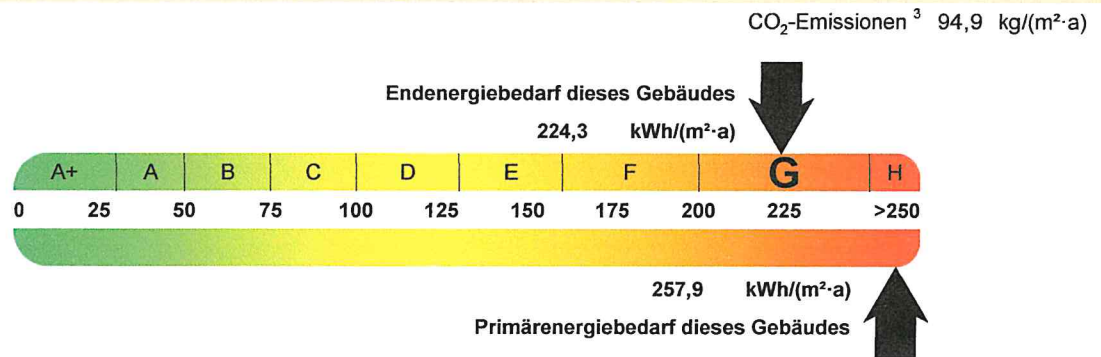 CO₂-Emissionen ³ 94,9 kg/(m²·a)
Endenergiebedarf dieses Gebäudes
224,3 kWh/(m²·a)
A+ A B C D E F G H
0 25 50 75 100 125 150 175 200 225 >250
257,9 kWh/(m²·a)
Primärenergiebedarf dieses Gebäudes